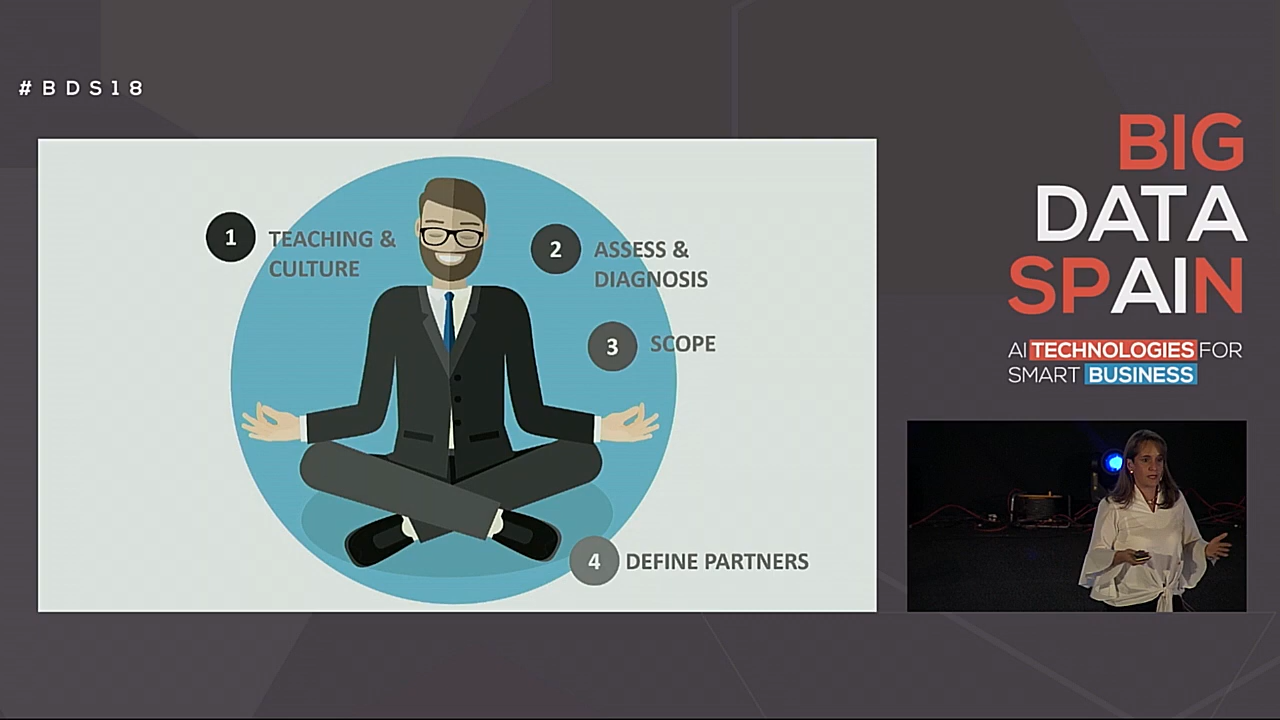 #BDS18
1
TEACHING &
CULTURE
2
ASSESS &
DIAGNOSIS
3
SCOPE
4
DEFINE PARTNERS
BIG
DATA
SPAIN
AI TECHNOLOGIES FOR
SMART BUSINESS